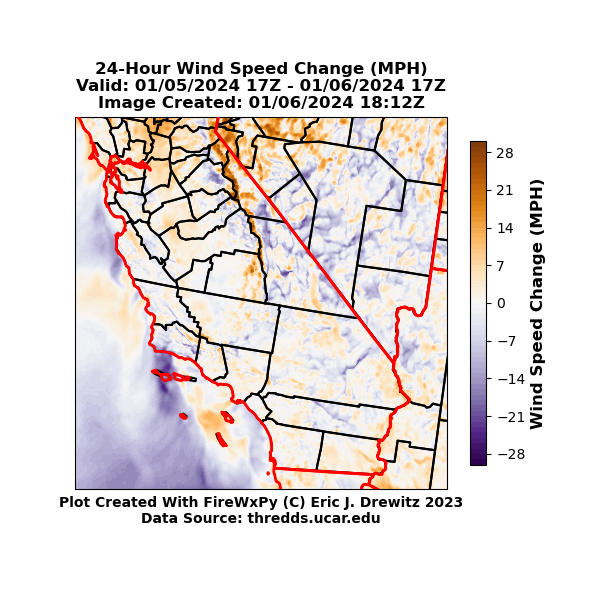 24-Hour Wind Speed Change (MPH)
Valid: 01/05/2024 17Z - 01/06/2024 17Z
Image Created: 01/06/2024 18:12Z
28
21
14
7
0
−7
−14
−21
−28
Wind Speed Change (MPH)
Plot Created With FireWxPy (C) Eric J. Drewitz 2023
Data Source: thredds.ucar.edu